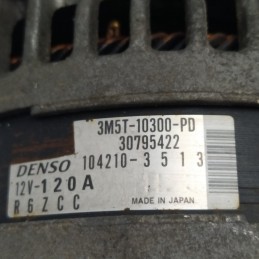 3M5T-10300-PD
30795422
DENSO 104210-3513
12V-120A
R6ZCC MADE IN JAPAN